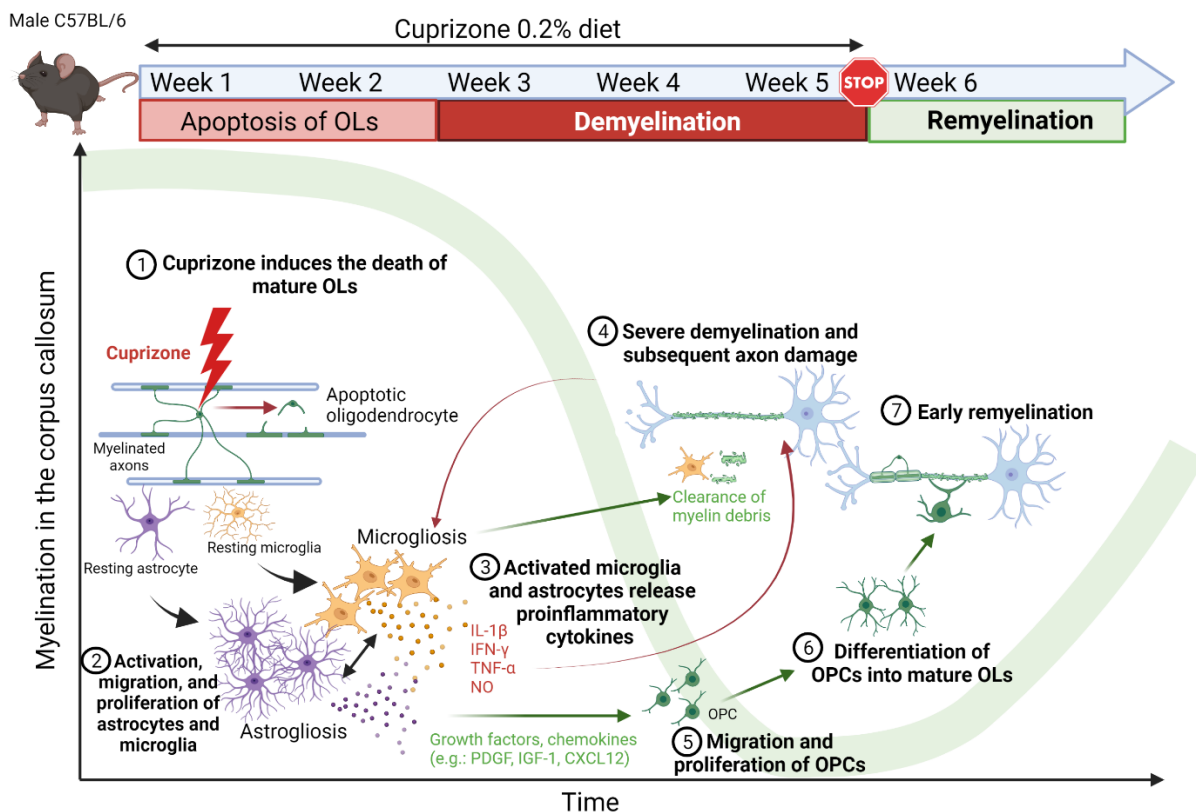 Male C57BL/6
Cuprizone 0.2% diet
Week 1
Week 2
Week 3
Week 4
Week 5
STOP
Week 6
Apoptosis of OLs
Demyelination
Remyelination
Myelination in the corpus callosum
1 Cuprizone induces the death of
mature OLs
Cuprizone
Apoptotic
oligodendrocyte
Myelinated
axons
Resting astrocyte
Resting microglia
2 Activation,
migration, and
proliferation of
astrocytes and
microglia
Astrogliosis
Microgliosis
3 Activated microglia
and astrocytes release
proinflammatory
cytokines
IL-1β
IFN-γ
TNF-α
NO
Growth factors, chemokines
(e.g.: PDGF, IGF-1, CXCL12)
4 Severe demyelination and
subsequent axon damage
Clearance of
myelin debris
OPC
5 Migration and
proliferation of OPCs
6 Differentiation of
OPCs into mature OLs
7 Early remyelination
Time